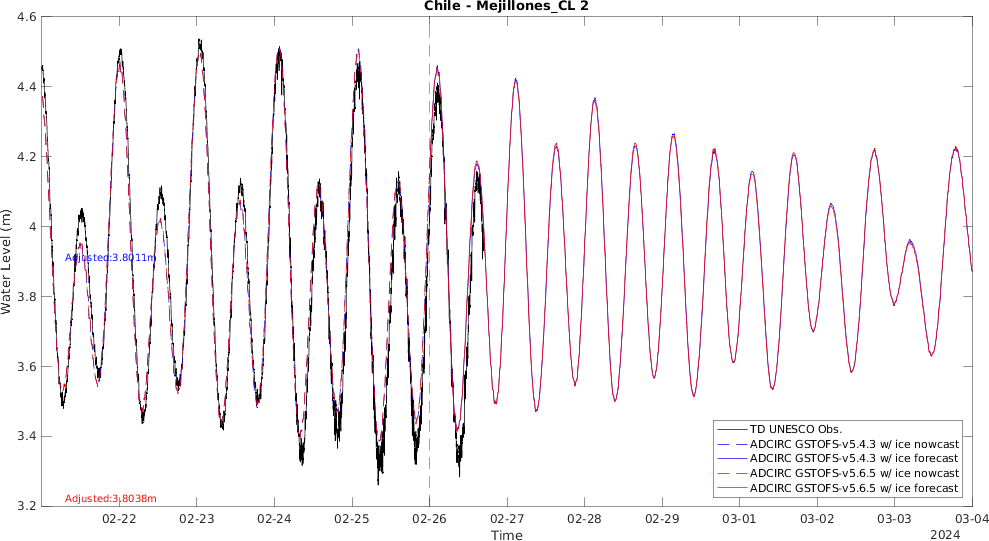 Chile - Mejillones_CL 2
4.6
4.4
4.2
4
3.8
3.6
3.4
3.2
Water Level (m)
Adjusted:3.8011m
Adjusted:3.8038m
TD UNESCO Obs.
ADCIRC GSTOFS-v5.4.3 w/ ice nowcast
ADCIRC GSTOFS-v5.4.3 w/ ice forecast
ADCIRC GSTOFS-v5.6.5 w/ ice nowcast
ADCIRC GSTOFS-v5.6.5 w/ ice forecast
02-22 02-23 02-24 02-25 02-26 02-27 02-28 02-29 03-01 03-02 03-03 03-04
Time
2024